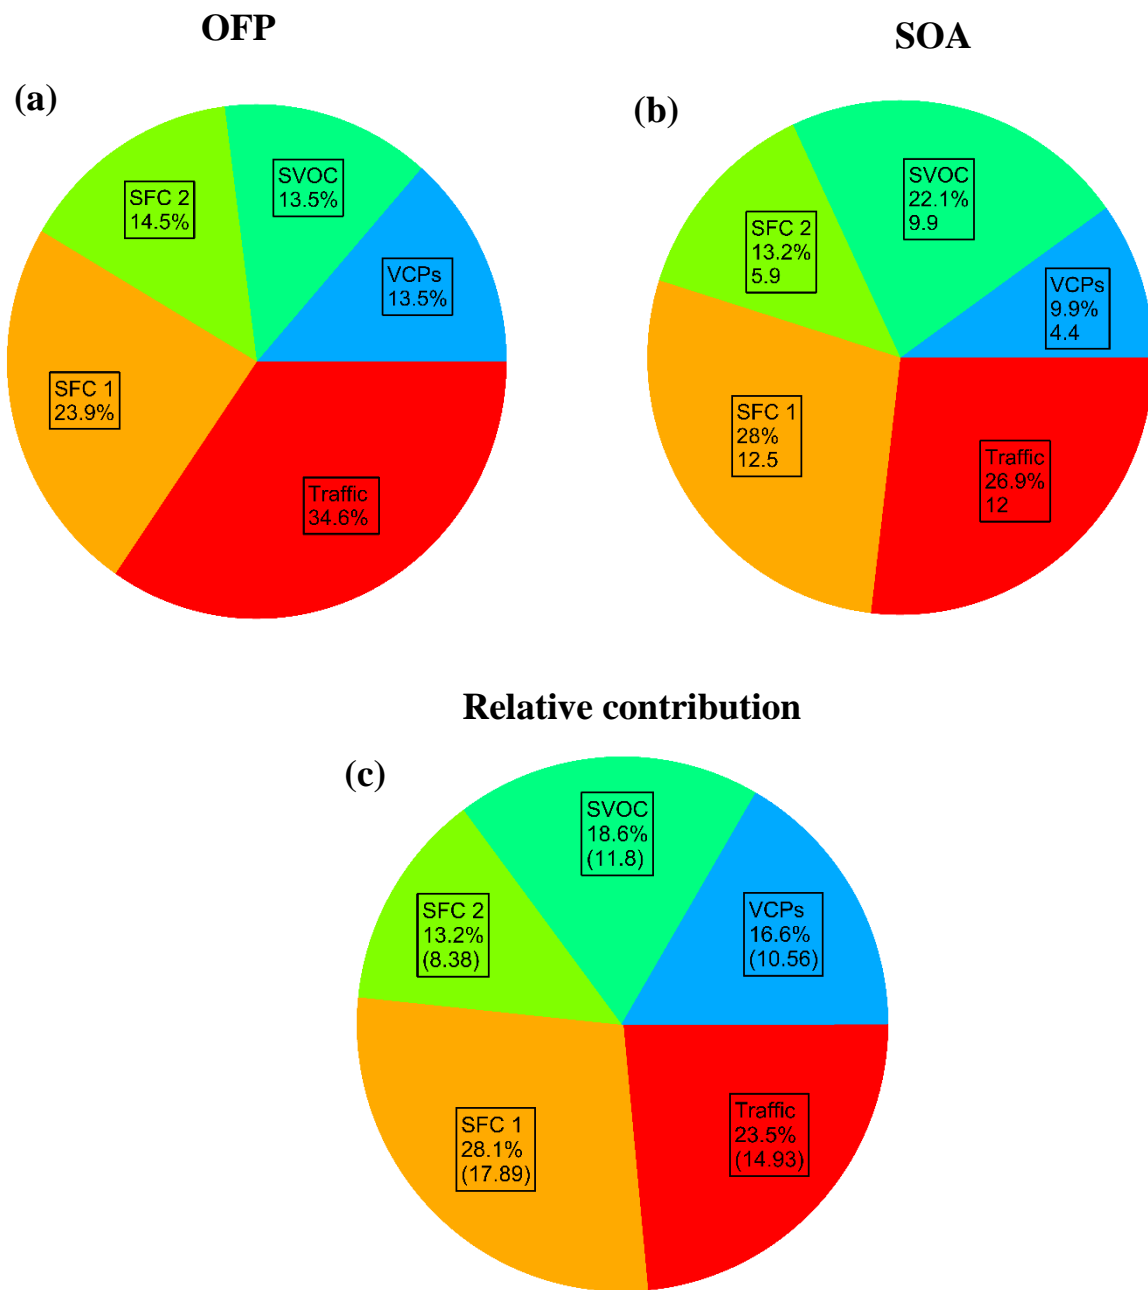 OFP
(a)
SVOC
13.5%
SFC 2
14.5%
VCPs
13.5%
SFC 1
23.9%
Traffic
34.6%
SOA
(b)
SVOC
22.1%
9.9
SFC 2
13.2%
5.9
VCPs
9.9%
4.4
SFC 1
28%
12.5
Traffic
26.9%
12
Relative contribution
(c)
SVOC
18.6%
(11.8)
SFC 2
13.2%
(8.38)
VCPs
16.6%
(10.56)
SFC 1
28.1%
(17.89)
Traffic
23.5%
(14.93)